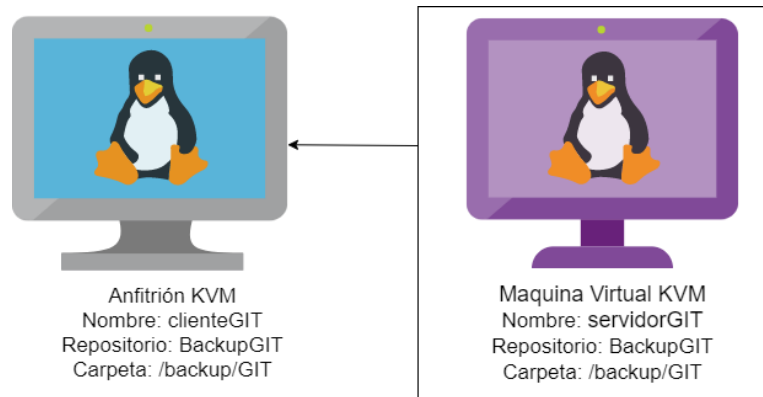 Anfitrión KVM
Nombre: clienteGIT
Repositorio: BackupGIT
Carpeta: /backup/GIT
Maquina Virtual KVM
Nombre: servidorGIT
Repositorio: BackupGIT
Carpeta: /backup/GIT